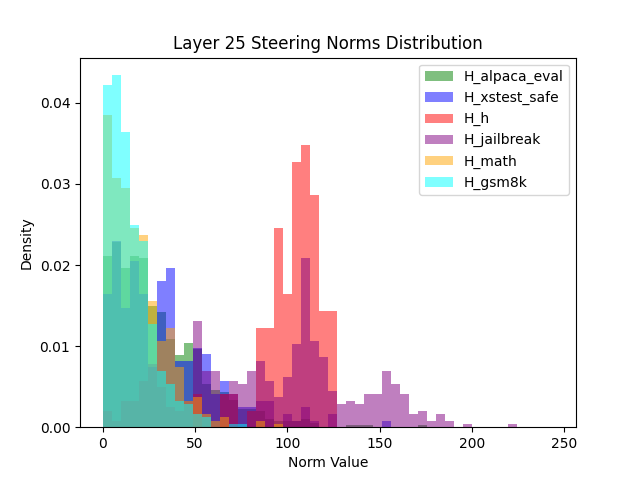 Layer 25 Steering Norms Distribution
H_alpaca_eval
H_xstest_safe
H_h
H_jailbreak
H_math
H_gsm8k
Density
0.04
0.03
0.02
0.01
0.00
0 50 100 150 200 250
Norm Value